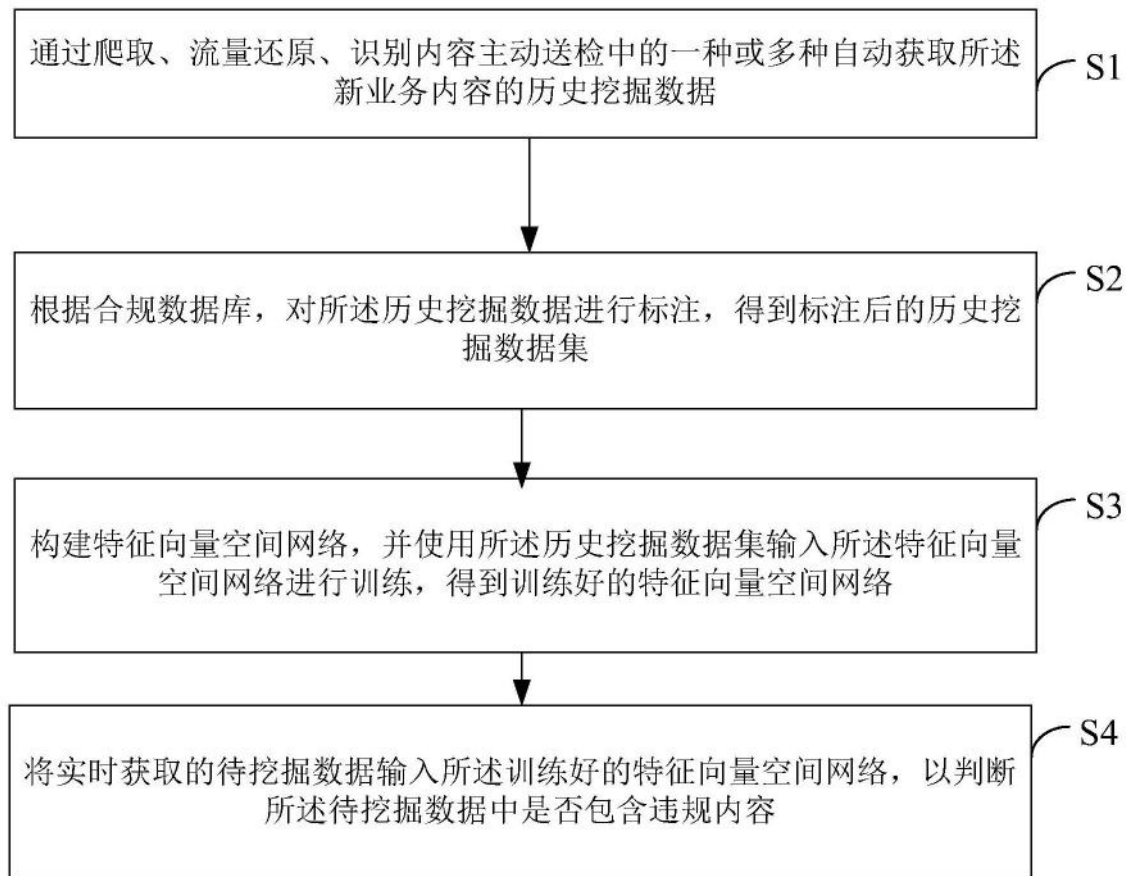 通过爬取、流量还原、识别内容主动送检中的一种或多种自动获取所述
新业务内容的历史挖掘数据
S1
根据合规数据库，对所述历史挖掘数据进行标注，得到标注后的历史挖
掘数据集
S2
构建特征向量空间网络，并使用所述历史挖掘数据集输入所述特征向量
空间网络进行训练，得到训练好的特征向量空间网络
S3
将实时获取的待挖掘数据输入所述训练好的特征向量空间网络，以判断
所述待挖掘数据中是否包含违规内容
S4